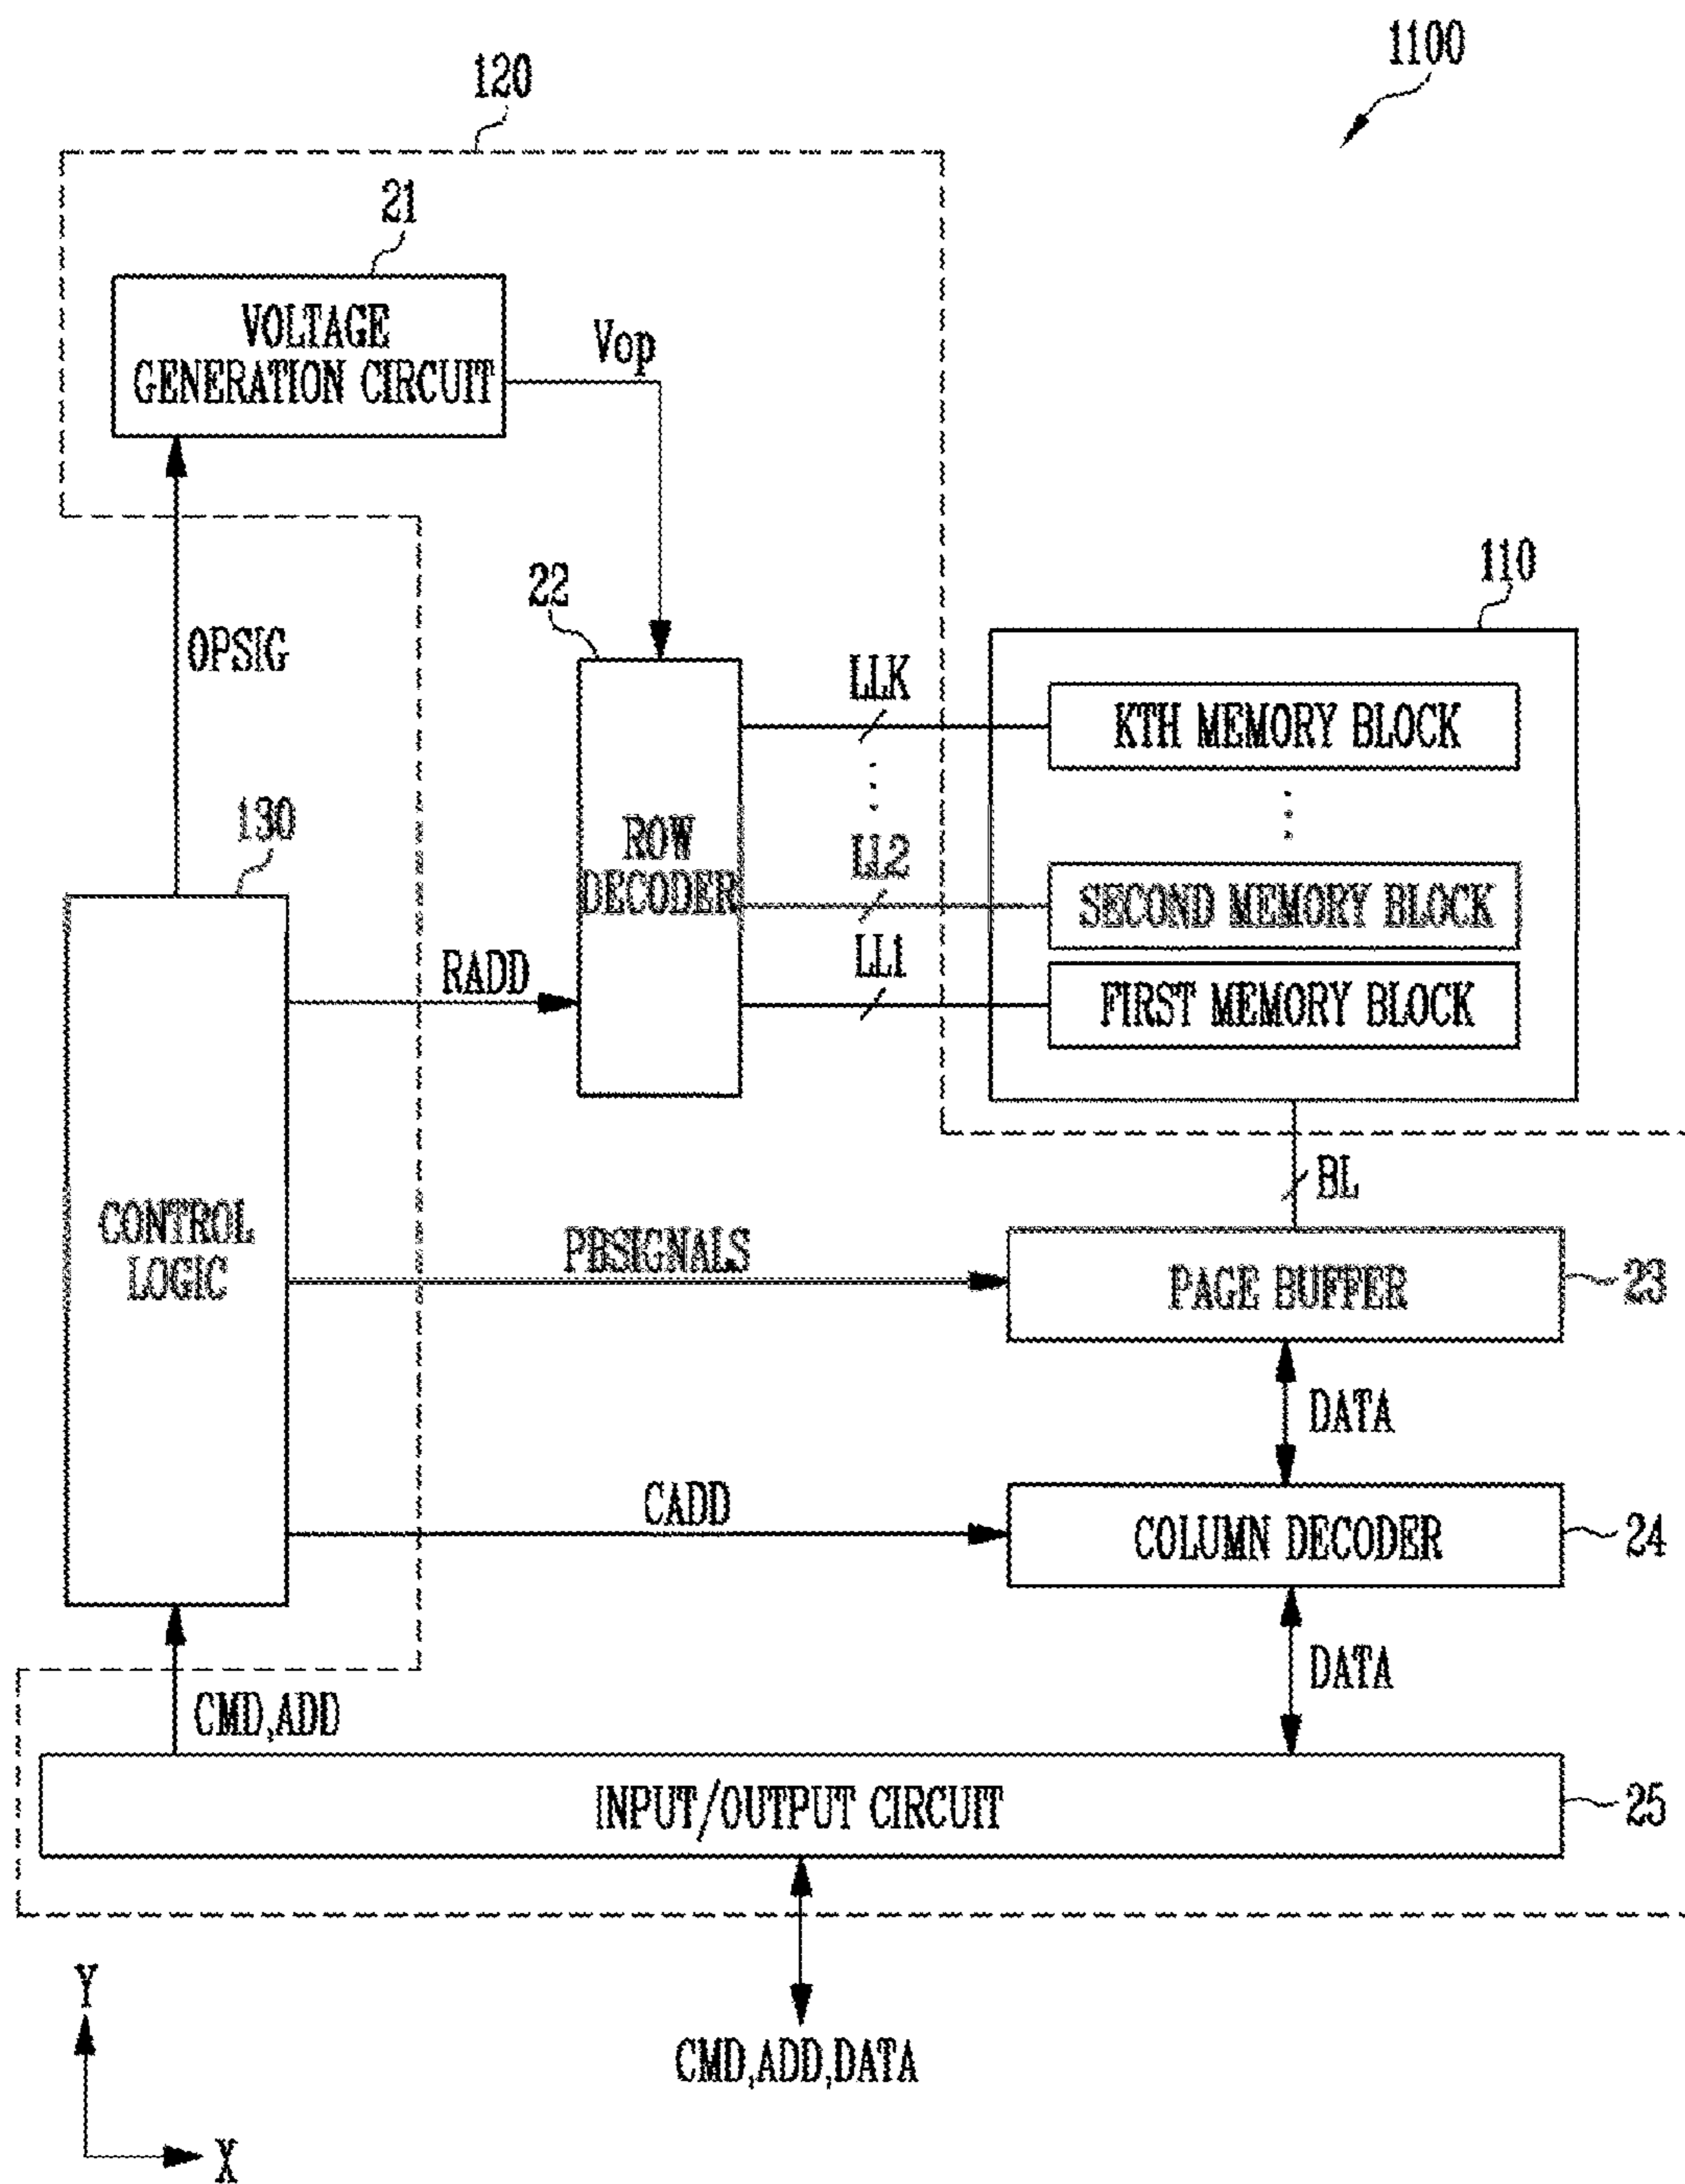 1100
120
21
VOLTAGE
GENERATION CIRCUIT
Vop
22
110
OPSIG
LLK
KTH MEMORY BLOCK
130
ROW
DECODER
LL2
SECOND MEMORY BLOCK
RADD
LL1
FIRST MEMORY BLOCK
BL
CONTROL
LOGIC
PBSIGNALS
PAGE BUFFER
23
DATA
CADD
COLUMN DECODER
24
DATA
CMD,ADD
INPUT/OUTPUT CIRCUIT
25
Y
CMD,ADD,DATA
X